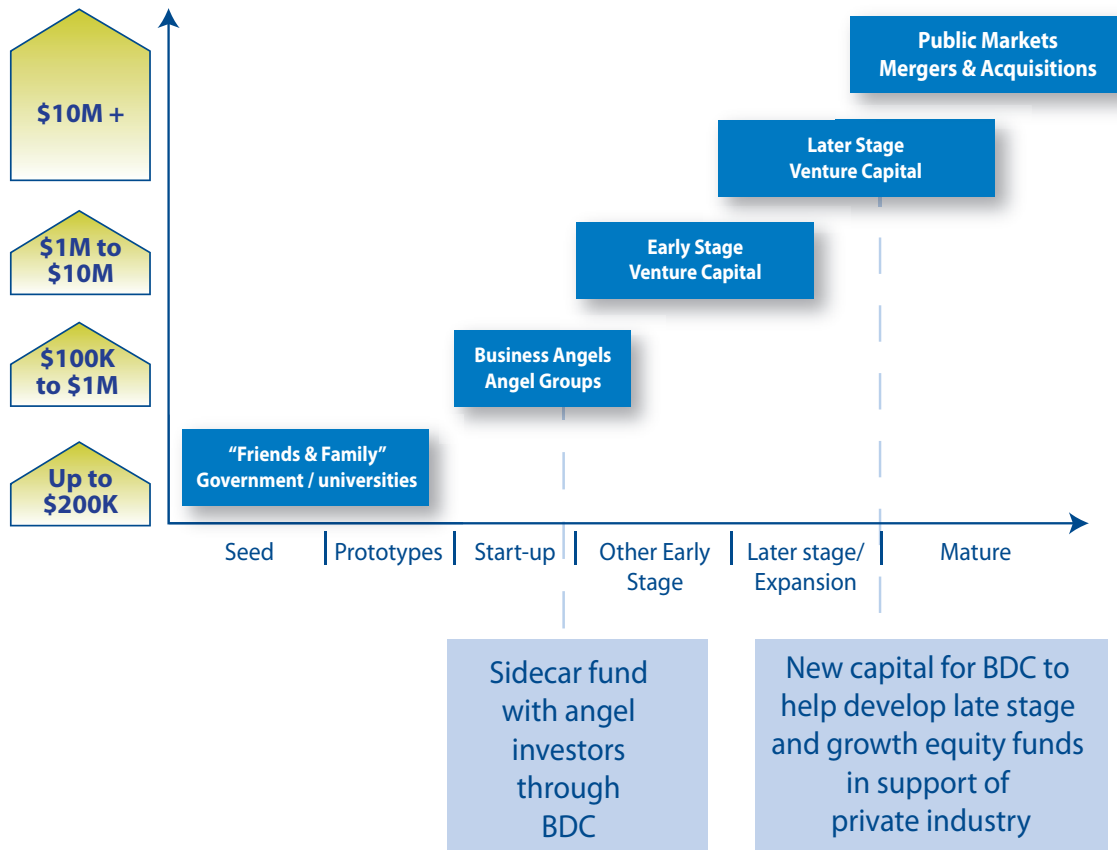 $10M +
$1M to
$10M
$100K
to $1M
Up to
$200K
Public Markets
Mergers & Acquisitions
Later Stage
Venture Capital
Early Stage
Venture Capital
Business Angels
Angel Groups
“Friends & Family”
Government / universities
Seed
Prototypes
Start-up
Other Early
Stage
Later stage/
Expansion
Mature
Sidecar fund
with angel
investors
through
BDC
New capital for BDC to
help develop late stage
and growth equity funds
in support of
private industry